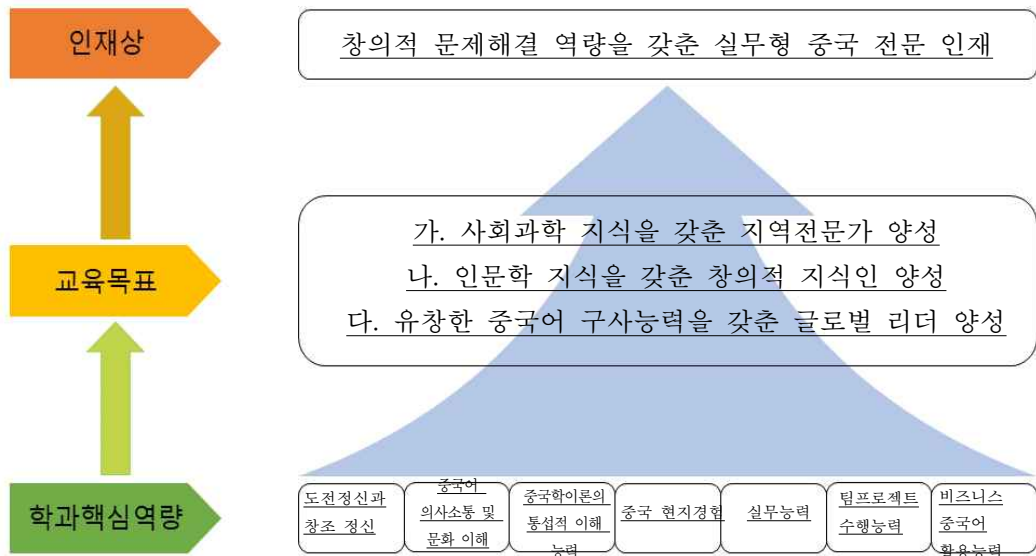 인재상
창의적 문제해결 역량을 갖춘 실무형 중국 전문 인재
교육목표
가. 사회과학 지식을 갖춘 지역전문가 양성
나. 인문학 지식을 갖춘 창의적 지식인 양성
다. 유창한 중국어 구사능력을 갖춘 글로벌 리더 양성
학과핵심역량
도전정신과
창조 정신
중국어
의사소통 및
문화 이해
중국학이론의
통섭적 이해
능력
중국 현지경험
실무능력
팀프로젝트
수행능력
비즈니스
중국어
활용능력